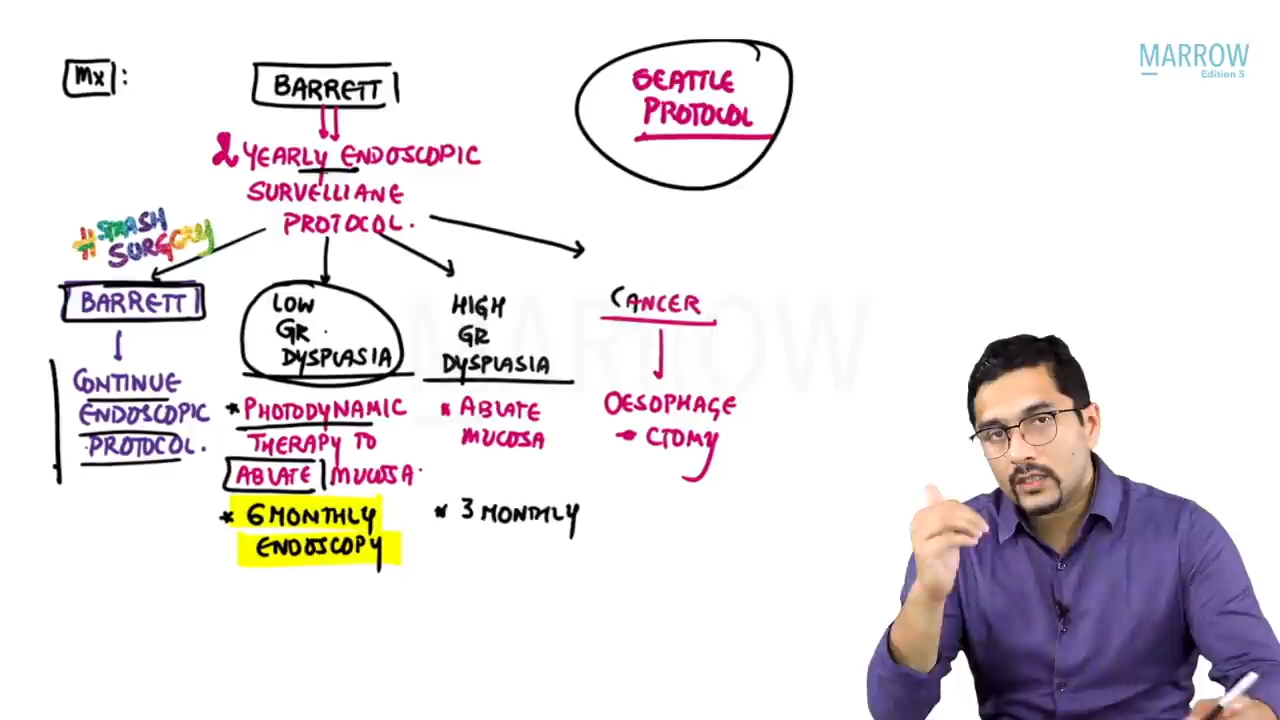 MARROW
Edition 5
Mx :
BARRETT
SEATTLE
PROTOCOL
2 YEARLY ENDOSCOPIC
SURVELLIANE
PROTOCOL.
#SMASH
SURGERY
BARRETT
CONTINUE
ENDOSCOPIC
PROTOCOL.
LOW
GR
DYSPLASIA
* PHOTODYNAMIC
THERAPY TO
ABLATE MUCOSA.
* 6 MONTHLY
ENDOSCOPY
HIGH
GR
DYSPLASIA
* ABLATE
MUCOSA
* 3 MONTHLY
CANCER
OESOPHAGE
- CTOMY
MARROW